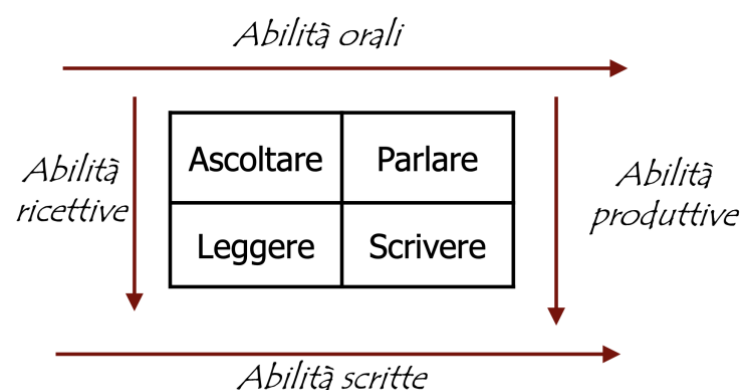 Abilità orali
Abilità
ricettive
Ascoltare Parlare
Leggere Scrivere
Abilità
produttive
Abilità scritte